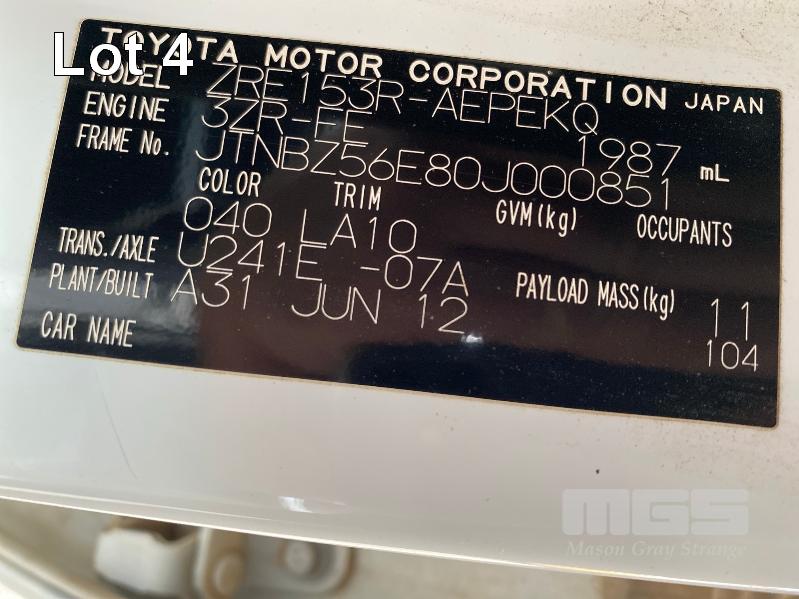 Lot 4
TOYOTA MOTOR CORPORATION JAPAN
MODEL ZRE153R-AEPEKQ
ENGINE 3ZR-FE 1987 mL
FRAME No. JTNBZ56E80J000851
COLOR TRIM GVM(kg) OCCUPANTS
040 LA10
TRANS./AXLE U241E -07A PAYLOAD MASS(kg) 11
PLANT/BUILT A31 JUN 12 104
CAR NAME
MGS
Mason Gray Strange